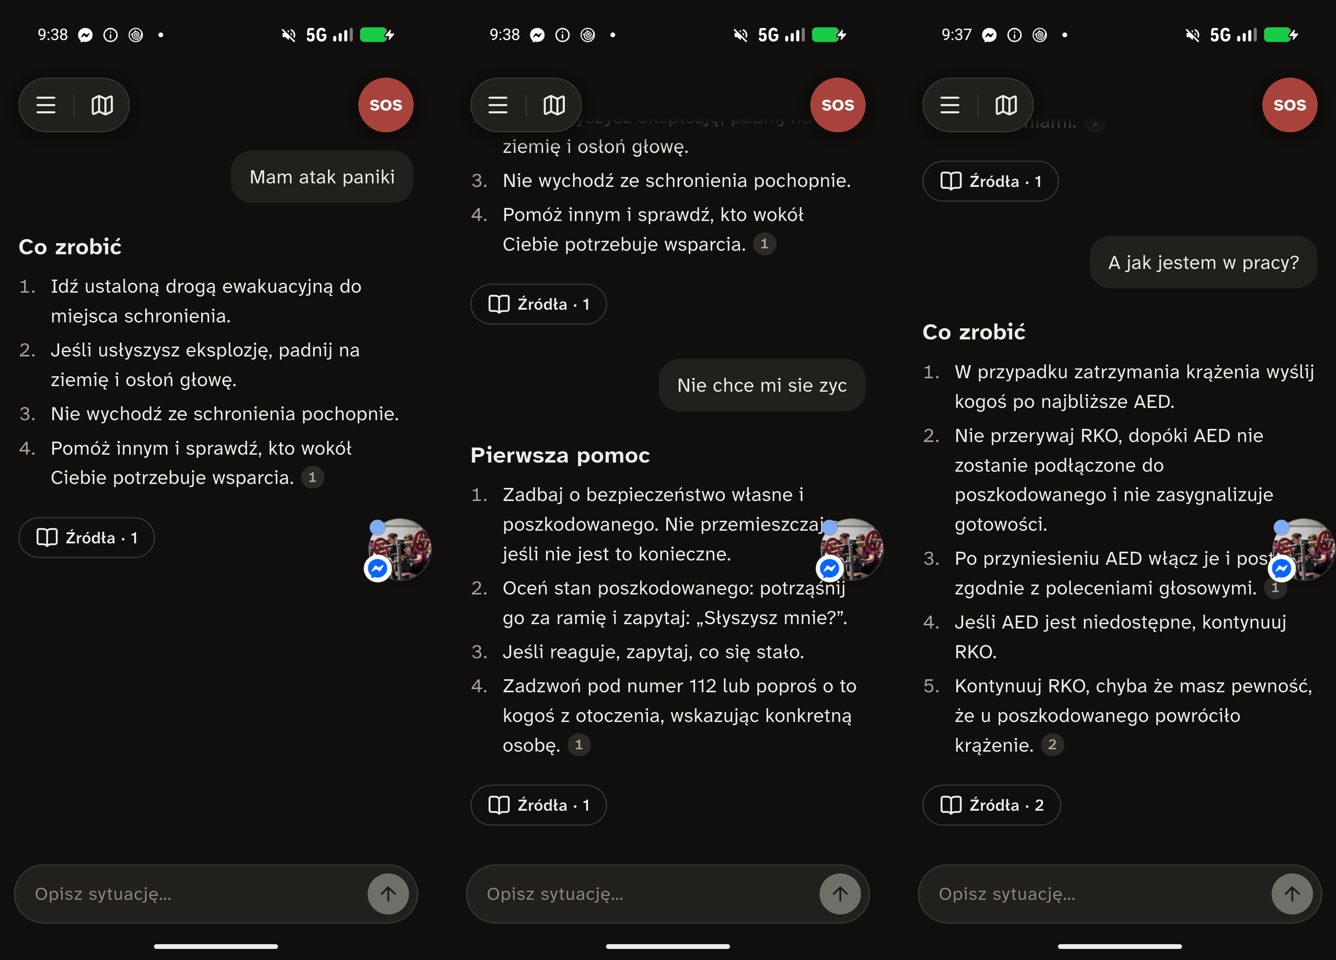 9:38
5G
SOS
Mam atak paniki
Co zrobić
1. Idź ustaloną drogą ewakuacyjną do
miejsca schronienia.
2. Jeśli usłyszysz eksplozję, padnij na
ziemię i osłoń głowę.
3. Nie wychodź ze schronienia pochopnie.
4. Pomóż innym i sprawdź, kto wokół
Ciebie potrzebuje wsparcia. 1
Źródła · 1
Opisz sytuację...
9:38
5G
SOS
eksplozję, padnij na
ziemię i osłoń głowę.
3. Nie wychodź ze schronienia pochopnie.
4. Pomóż innym i sprawdź, kto wokół
Ciebie potrzebuje wsparcia. 1
Źródła · 1
Nie chce mi sie zyc
Pierwsza pomoc
1. Zadbaj o bezpieczeństwo własne i
poszkodowanego. Nie przemieszczaj
jeśli nie jest to konieczne.
2. Oceń stan poszkodowanego: potrząśnij
go za ramię i zapytaj: „Słyszysz mnie?”.
3. Jeśli reaguje, zapytaj, co się stało.
4. Zadzwoń pod numer 112 lub poproś o to
kogoś z otoczenia, wskazując konkretną
osobę. 1
Źródła · 1
Opisz sytuację...
9:37
5G
SOS
Źródła · 1
A jak jestem w pracy?
Co zrobić
1. W przypadku zatrzymania krążenia wyślij
kogoś po najbliższe AED.
2. Nie przerywaj RKO, dopóki AED nie
zostanie podłączone do
poszkodowanego i nie zasygnalizuje
gotowości.
3. Po przyniesieniu AED włącz je i post
zgodnie z poleceniami głosowymi. 1
4. Jeśli AED jest niedostępne, kontynuuj
RKO.
5. Kontynuuj RKO, chyba że masz pewność,
że u poszkodowanego powróciło
krążenie. 2
Źródła · 2
Opisz sytuację...